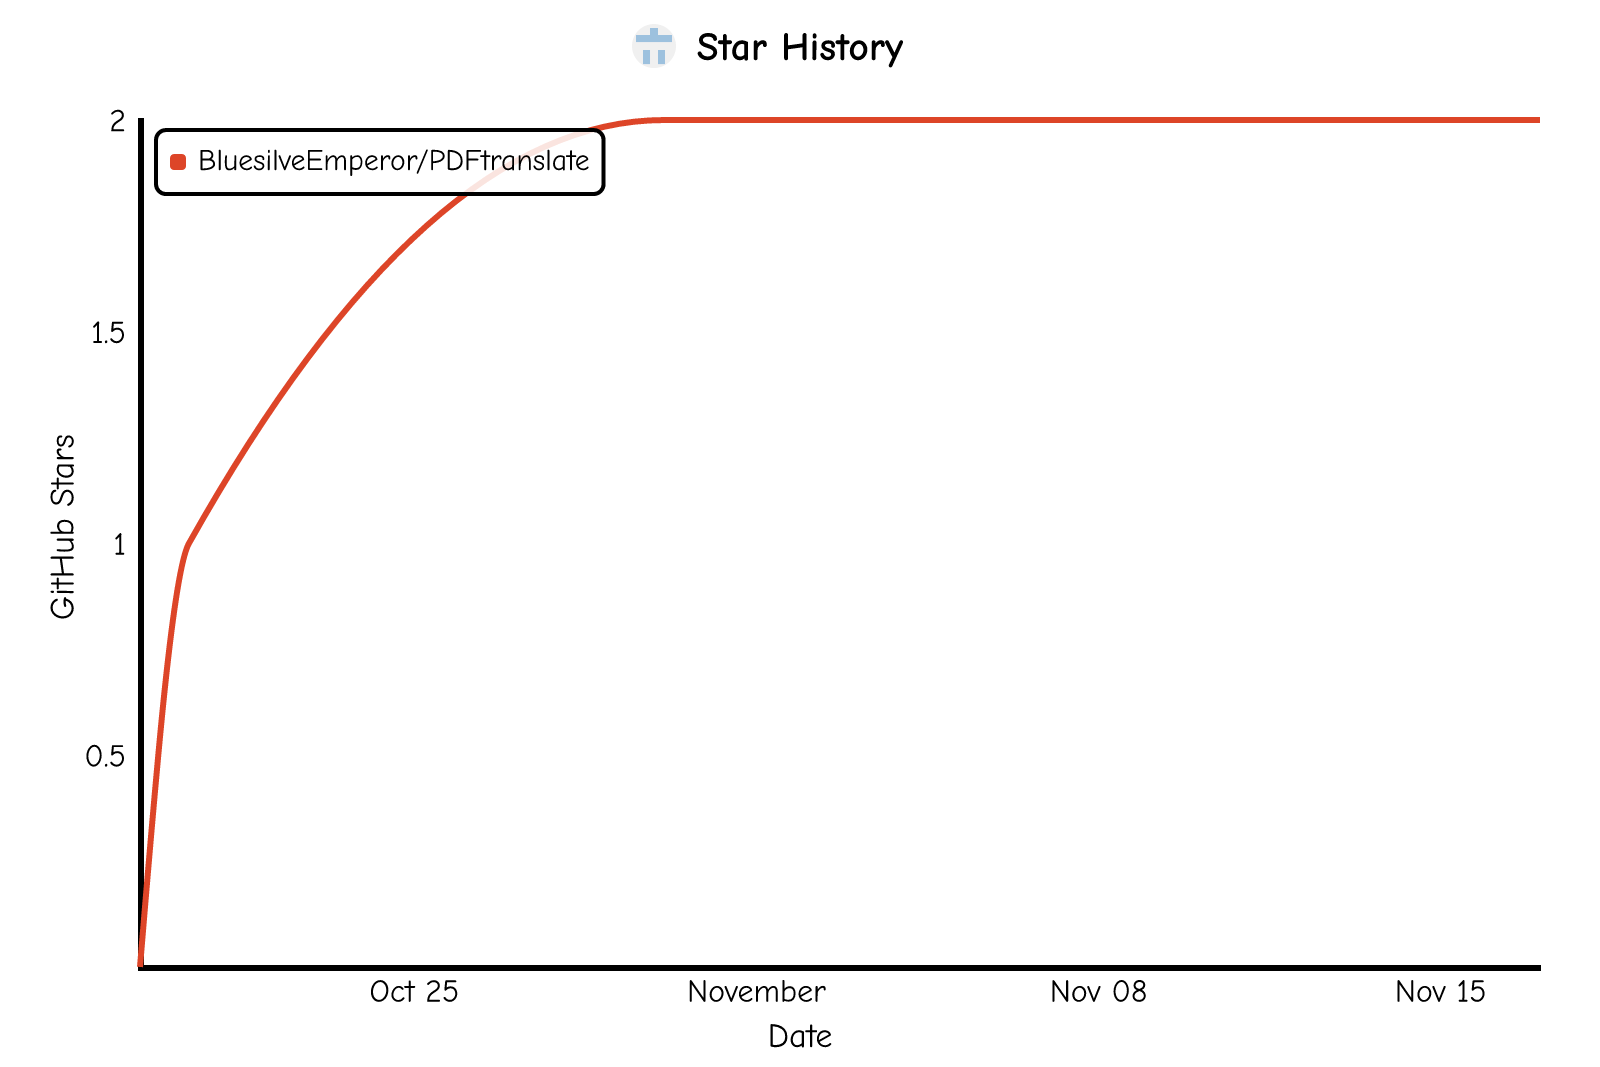 Star History
BluesilveEmperor/PDFtranslate
2
1.5
1
0.5
GitHub Stars
Oct 25
November
Nov 08
Nov 15
Date